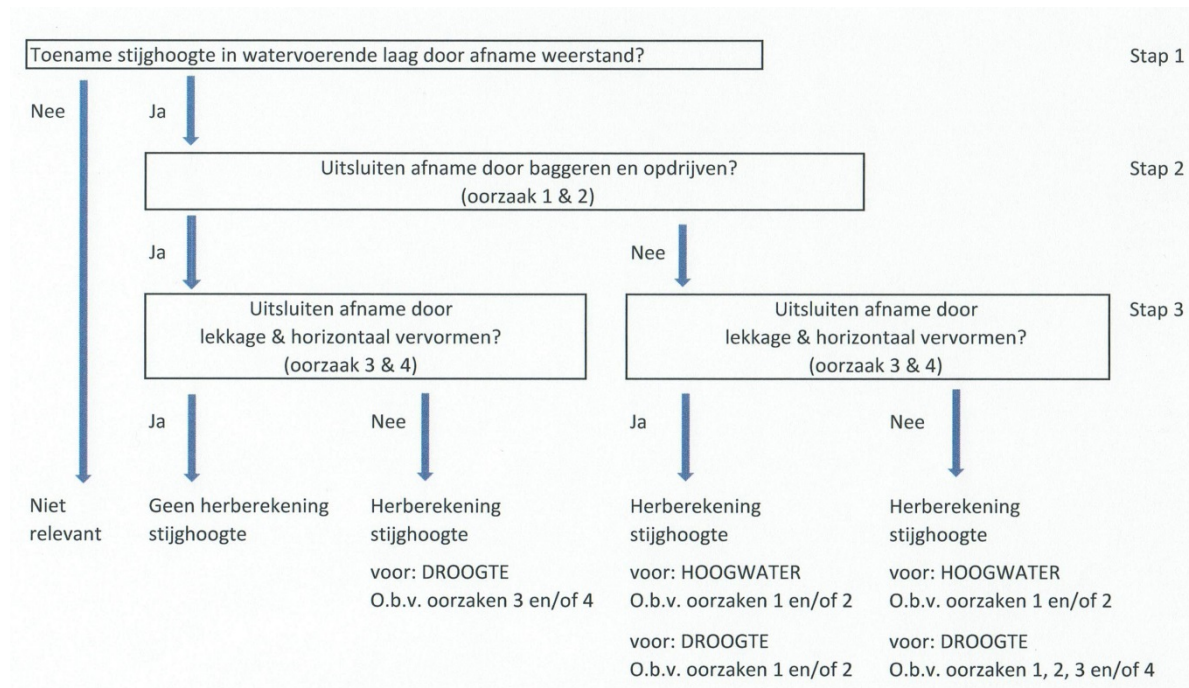 Toename stijghoogte in watervoerende laag door afname weerstand?
Stap 1
Nee
Ja
Uitsluiten afname door baggeren en opdrijven?
(oorzaak 1 & 2)
Stap 2
Ja
Nee
Uitsluiten afname door
lekkage & horizontaal vervormen?
(oorzaak 3 & 4)
Uitsluiten afname door
lekkage & horizontaal vervormen?
(oorzaak 3 & 4)
Stap 3
Ja
Nee
Ja
Nee
Niet
relevant
Geen herberekening
stijghoogte
Herberekening
stijghoogte
voor: DROOGTE
O.b.v. oorzaken 3 en/of 4
Herberekening
stijghoogte
voor: HOOGWATER
O.b.v. oorzaken 1 en/of 2
voor: DROOGTE
O.b.v. oorzaken 1 en/of 2
Herberekening
stijghoogte
voor: HOOGWATER
O.b.v. oorzaken 1 en/of 2
voor: DROOGTE
O.b.v. oorzaken 1, 2, 3 en/of 4